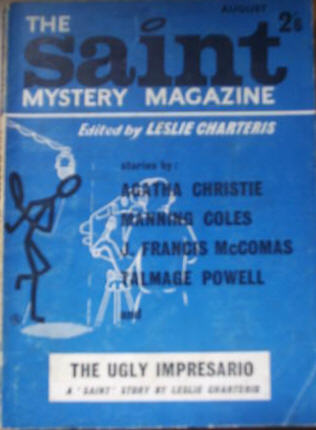 AUGUST
THE
2/6
saint
MYSTERY MAGAZINE
Edited by LESLIE CHARTERIS
stories by:
AGATHA CHRISTIE
MANNING COLES
J. FRANCIS McCOMAS
TALMAGE POWELL
and
THE UGLY IMPRESARIO
A 'SAINT' STORY BY LESLIE CHARTERIS